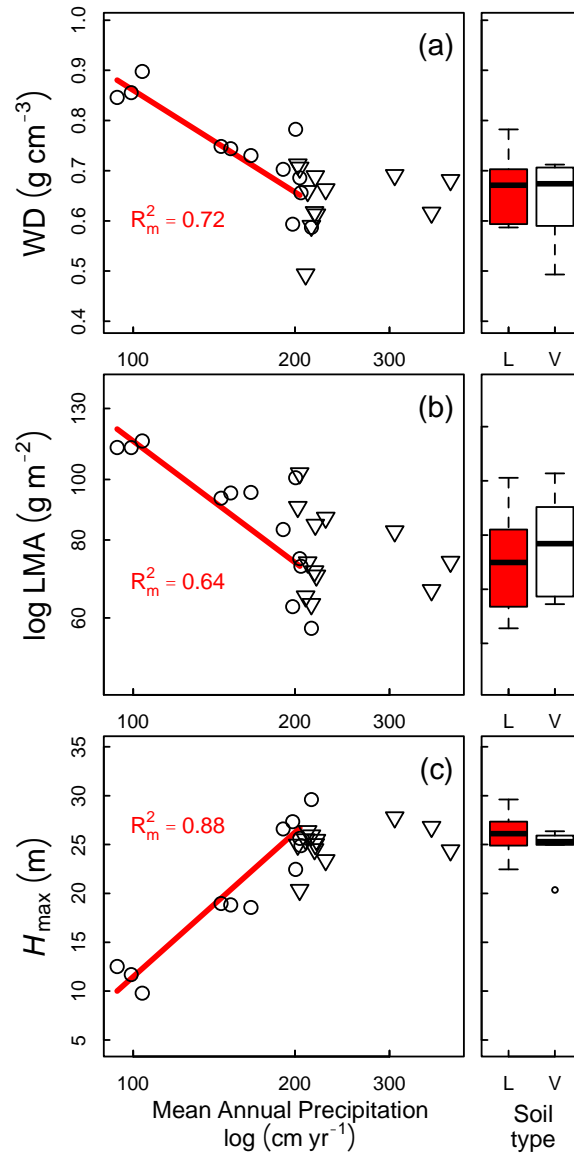 (a)
WD (g cm⁻³)
1.0
0.9
0.8
0.7
0.6
0.5
0.4
R²ₘ = 0.72
100 200 300 L V
(b)
log LMA (g m⁻²)
130
100
80
60
R²ₘ = 0.64
100 200 300 L V
(c)
Hmax (m)
35
30
25
20
15
10
5
R²ₘ = 0.88
100 200 300 L V
Mean Annual Precipitation
log (cm yr⁻¹)
Soil
type